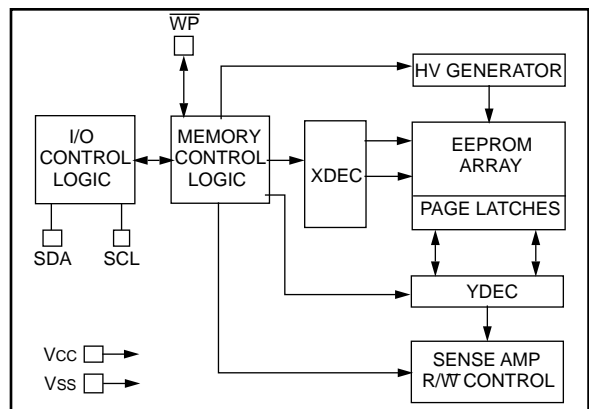 W̅P̅
HV GENERATOR
I/O
CONTROL
LOGIC
MEMORY
CONTROL
LOGIC
XDEC
EEPROM
ARRAY
PAGE LATCHES
SDA
SCL
YDEC
VCC
VSS
SENSE AMP
R/W̅ CONTROL